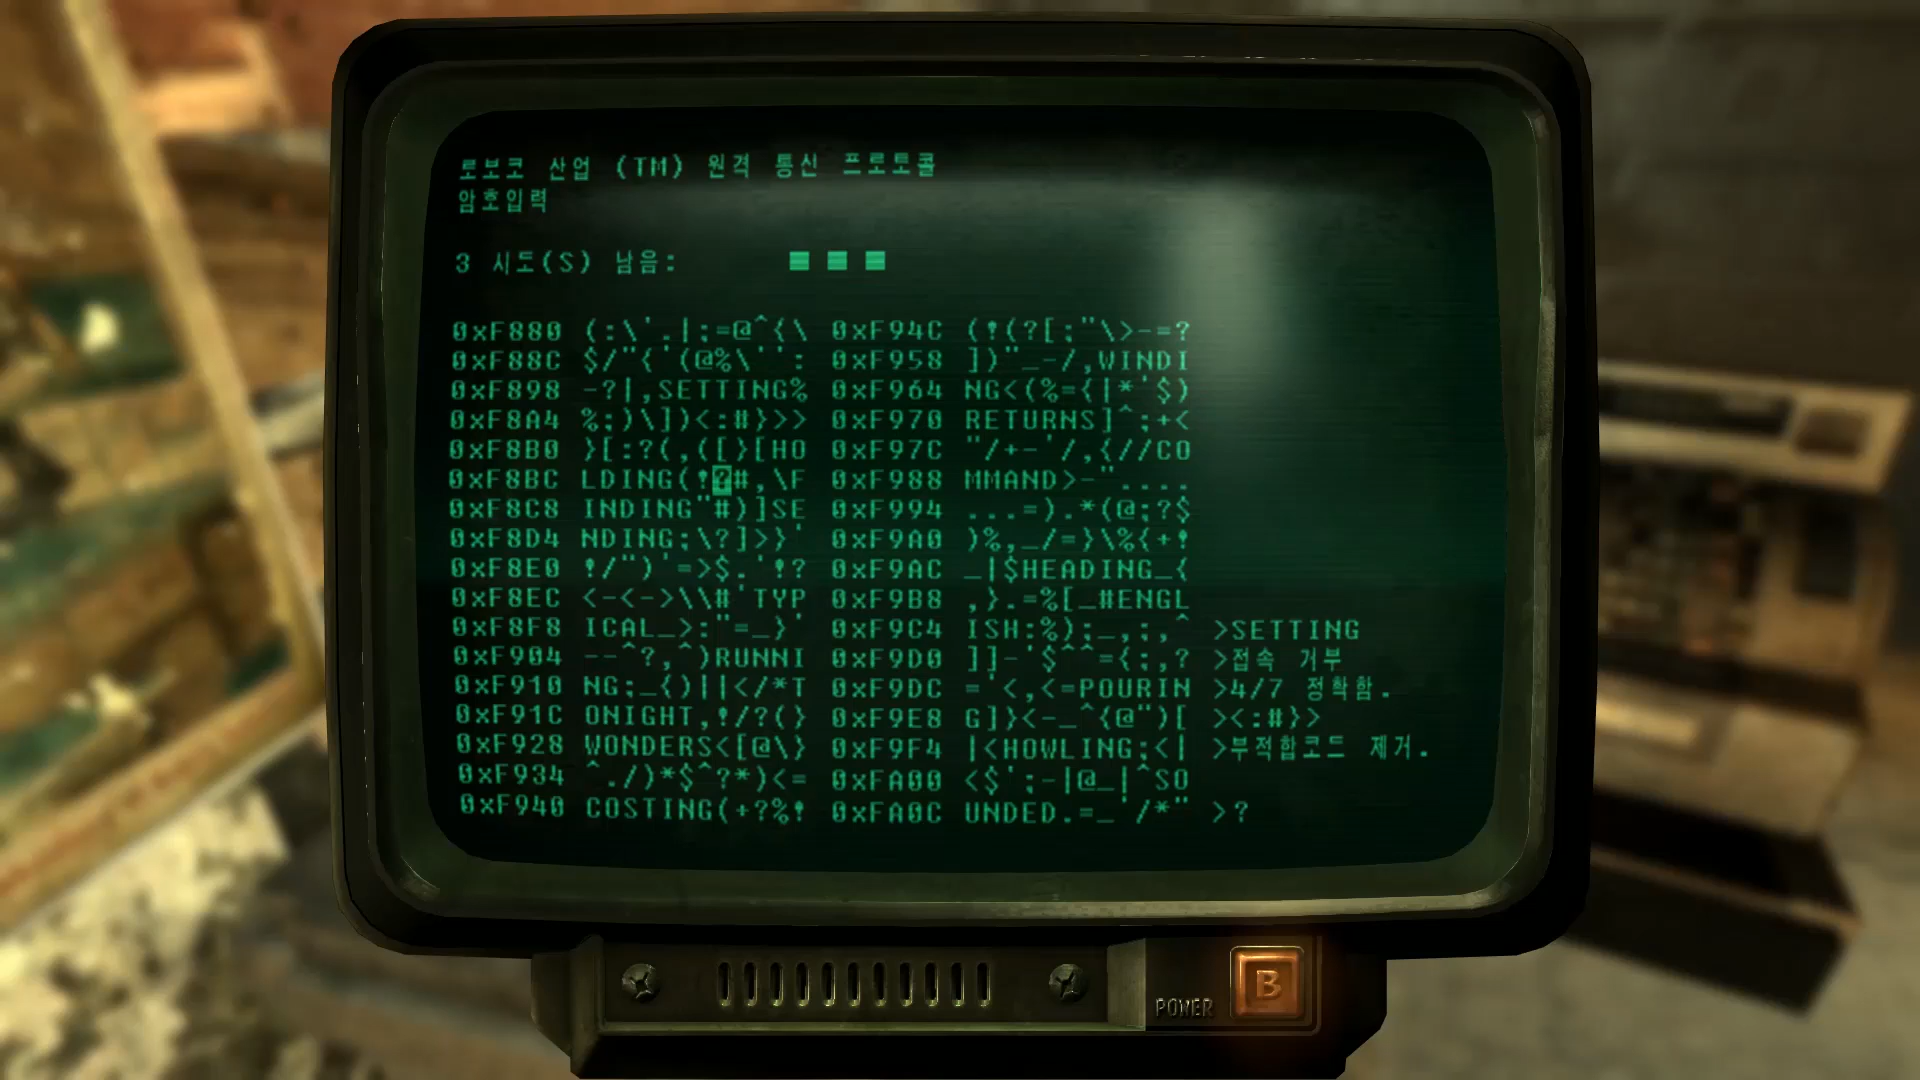 로보코 산업 (TM) 원격 통신 프로토콜
암호입력
3 시도(S) 남음: ■ ■ ■
0xF880 (:\'.|;=@^{\ 0xF94C (!(?[;"\>-=?
0xF88C $/"{'(@%\'': 0xF958 ])"_-/,WINDI
0xF898 -?|,SETTING% 0xF964 NG<(%={|*'$)
0xF8A4 %;)\])<:#}>> 0xF970 RETURNS]^;+<
0xF8B0 }[:?(,([}[HO 0xF97C "/+-'/,{//CO
0xF8BC LDING(!?#,\F 0xF988 MMAND>-"....
0xF8C8 INDING"#)]SE 0xF994 ...=).*(@;?$
0xF8D4 NDING;\?]>}' 0xF9A0 )%,_/=}\%{+!
0xF8E0 !/")'=>$.'!? 0xF9AC _|$HEADING_{
0xF8EC <-<->\\#'TYP 0xF9B8 ,}.=%[_#ENGL
0xF8F8 ICAL_>:"=_}' 0xF9C4 ISH:%);_,;,^ >SETTING
0xF904 --^?,^)RUNNI 0xF9D0 ]]-'$^^={;,? >접속 거부
0xF910 NG;_{)||</*T 0xF9DC ='<,<=POURIN >4/7 정확함.
0xF91C ONIGHT,!/?(} 0xF9E8 G]}<-_^{@")[ ><:#}>
0xF928 WONDERS<[@\} 0xF9F4 |<HOWLING;<| >부적합코드 제거.
0xF934 ^./)*$^?*)<= 0xFA00 <$';-|@_|^SO
0xF940 COSTING(+?%! 0xFA0C UNDED.=_'/*" >?
POWER
B